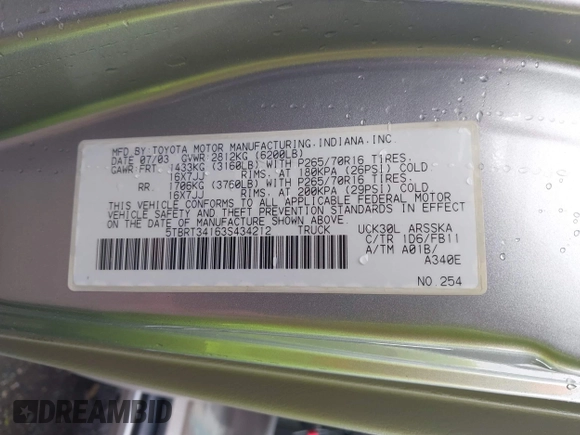 MFD. BY: TOYOTA MOTOR MANUFACTURING, INDIANA, INC.
DATE 07/03 GVWR 2812KG (6200LB)
GAWR: FRT. 1433KG (3160LB) WITH P265/70R16 TIRES,
16X7JJ RIMS, AT 180KPA (26PSI) COLD
RR. 1706KG (3760LB) WITH P265/70R16 TIRES,
16X7JJ RIMS, AT 200KPA (29PSI) COLD
THIS VEHICLE CONFORMS TO ALL APPLICABLE FEDERAL MOTOR
VEHICLE SAFETY STANDARDS IN EFFECT ON THE
DATE OF MANUFACTURE SHOWN ABOVE
5TBRT34163S434212 TRUCK UCK30L ARSSKA
C/TR 1D6/FB11
A/TM A01B/
A340E
NO. 254
DREAMBID